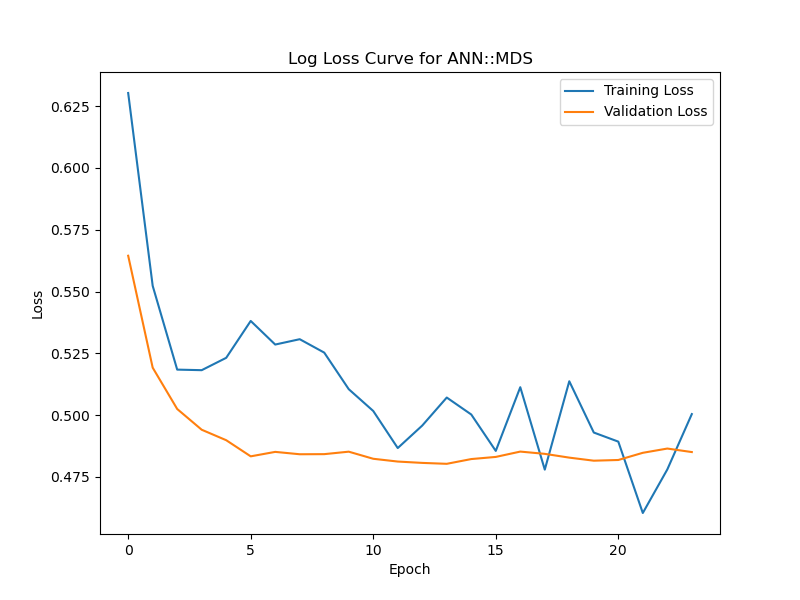 Log Loss Curve for ANN::MDS
Training Loss
Validation Loss
0.625
0.600
0.575
0.550
0.525
0.500
0.475
Loss
0
5
10
15
20
Epoch